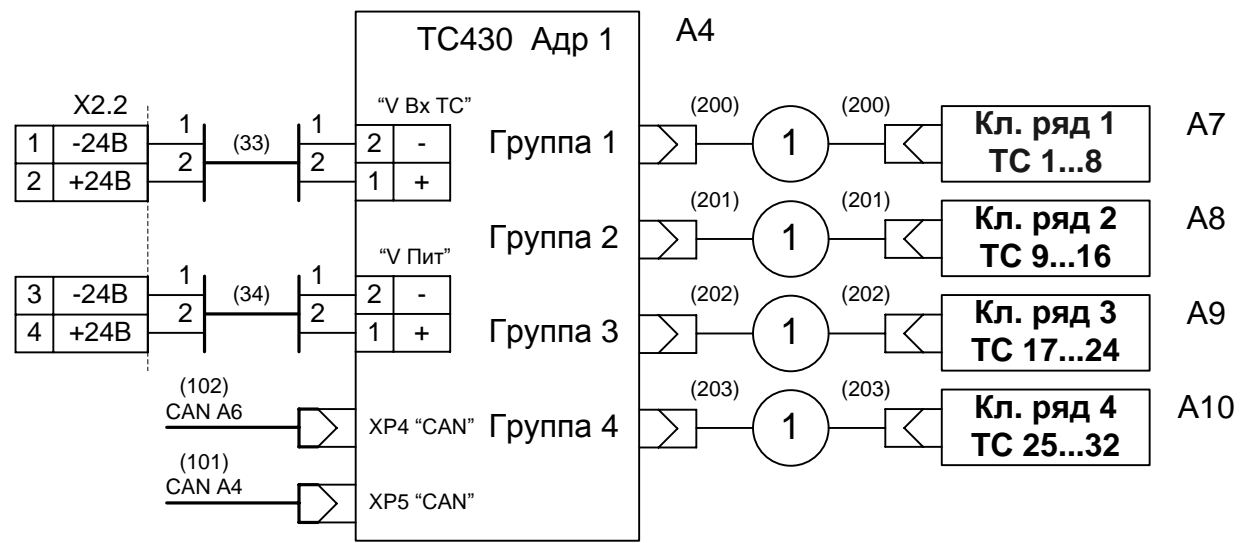 ТС430 Адр 1
А4
Х2.2
1 -24В
2 +24В
1
2
(33)
1
2
“V Вх ТС”
2 -
1 +
3 -24В
4 +24В
1
2
(34)
1
2
“V Пит”
2 -
1 +
(102)
CAN A6
XP4 “CAN”
(101)
CAN A4
XP5 “CAN”
Группа 1
(200)
1
(200)
Кл. ряд 1
ТС 1...8
А7
Группа 2
(201)
1
(201)
Кл. ряд 2
ТС 9...16
А8
Группа 3
(202)
1
(202)
Кл. ряд 3
ТС 17...24
А9
Группа 4
(203)
1
(203)
Кл. ряд 4
ТС 25...32
А10